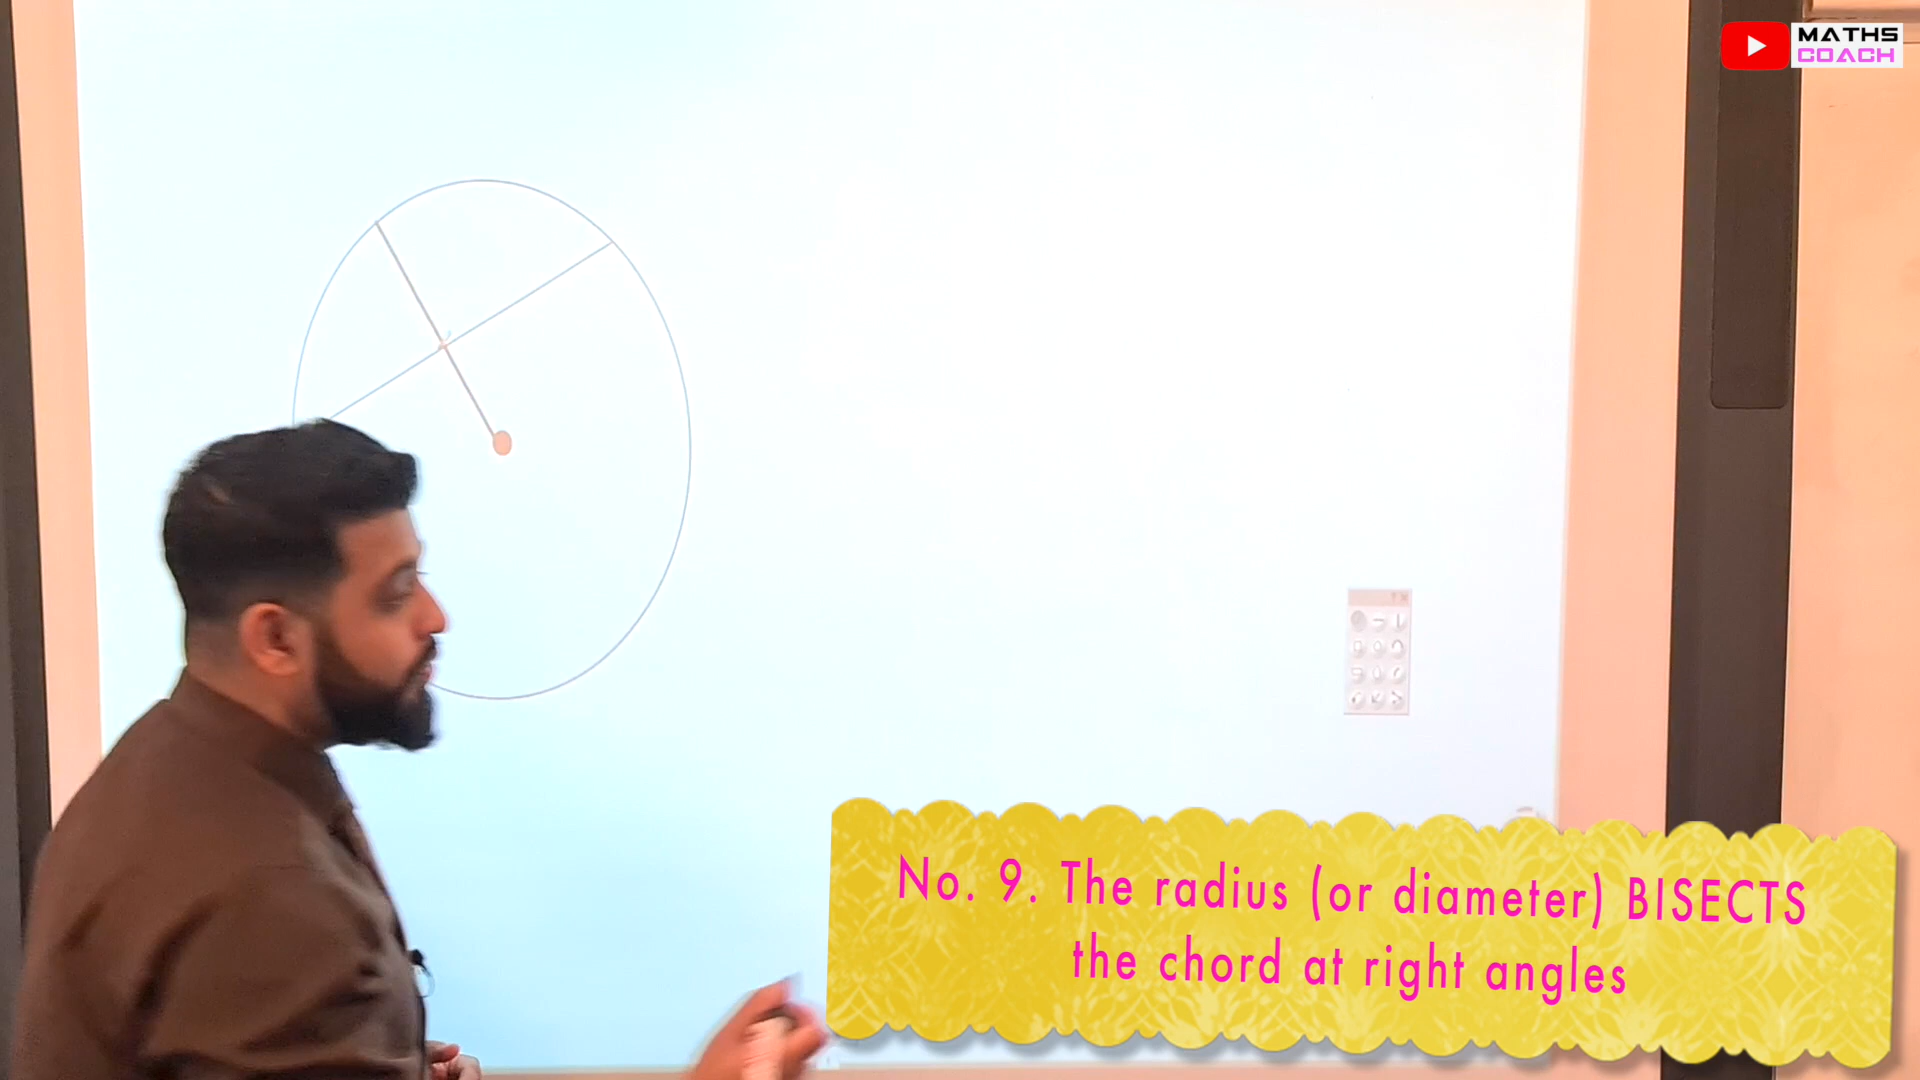 MATHS
COACH
No. 9. The radius (or diameter) BISECTS
the chord at right angles